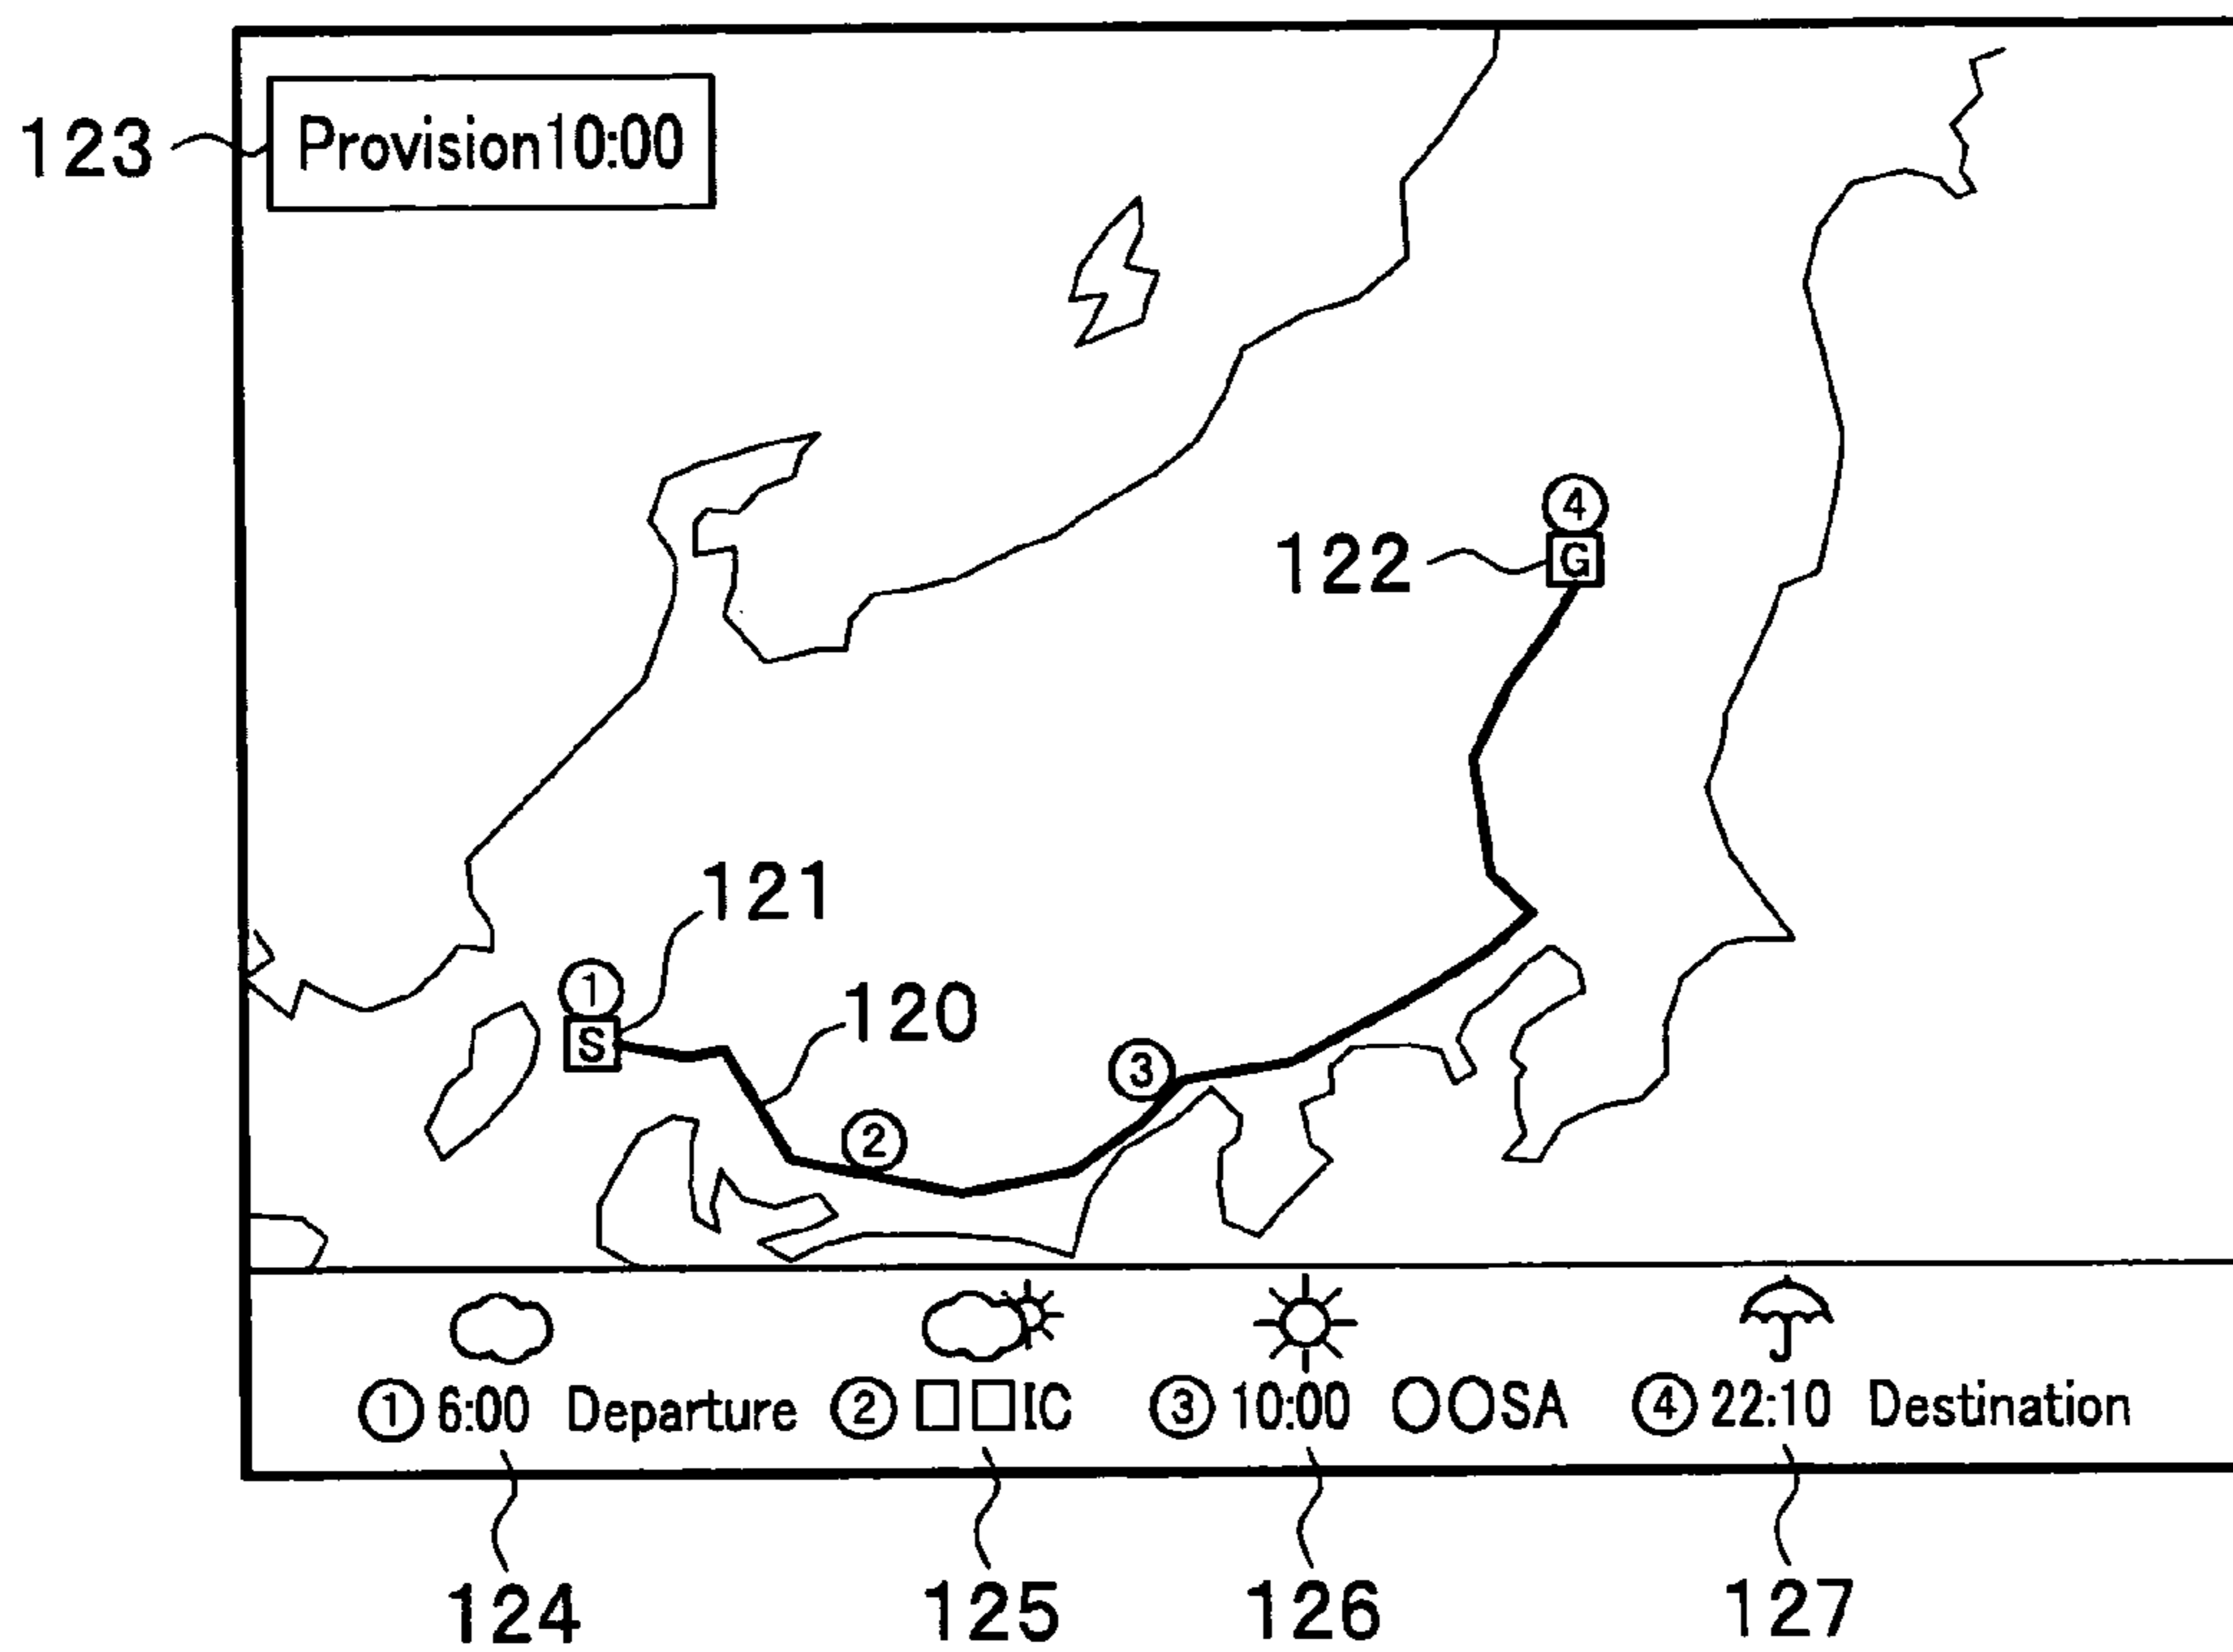 123 Provision10:00
④
122 G
121
① 120
S
③
②
① 6:00 Departure ② □□IC ③ 10:00 ○○SA ④ 22:10 Destination
124 125 126 127